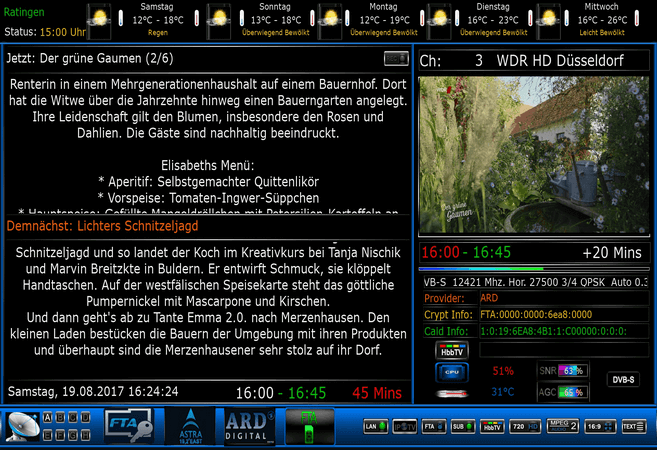 Ratingen
Status: 15:00 Uhr
Samstag
12°C - 18°C
Regen
Sonntag
13°C - 18°C
Überwiegend Bewölkt
Montag
12°C - 19°C
Überwiegend Bewölkt
Dienstag
16°C - 23°C
Überwiegend Bewölkt
Mittwoch
16°C - 26°C
Leicht Bewölkt
Jetzt: Der grüne Gaumen (2/6)
Renterin in einem Mehrgenerationenhaushalt auf einem Bauernhof. Dort
hat die Witwe über die Jahrzehnte hinweg einen Bauerngarten angelegt.
Ihre Leidenschaft gilt den Blumen, insbesondere den Rosen und
Dahlien. Die Gäste sind nachhaltig beeindruckt.
Elisabeths Menü:
* Aperitif: Selbstgemachter Quittenlikör
* Vorspeise: Tomaten-Ingwer-Süppchen
* Hauptspeise: Gefüllte Mangoldröllchen mit Petersilien-Kartoffeln an
Demnächst: Lichters Schnitzeljagd
Schnitzeljagd und so landet der Koch im Kreativkurs bei Tanja Nischik
und Marvin Breitzkte in Buldern. Er entwirft Schmuck, sie klöppelt
Handtaschen. Auf der westfälischen Speisekarte steht das göttliche
Pumpernickel mit Mascarpone und Kirschen.
Und dann geht's ab zu Tante Emma 2.0. nach Merzenhausen. Den
kleinen Laden bestücken die Bauern der Umgebung mit ihren Produkten
und überhaupt sind die Merzenhausener sehr stolz auf ihr Dorf.
Samstag, 19.08.2017 16:24:24
16:00 - 16:45
45 Mins
Ch: 3 WDR HD Düsseldorf
der grüne
Gaumen
16:00 - 16:45
+20 Mins
VB-S 12421 Mhz. Hor. 27500 3/4 QPSK Auto 0.3
Provider: ARD
Crypt Info: FTA:0000:0000:6ea8:0000
Caid Info: 1:0:19:6EA8:4B1:1:C00000:0:0:0:
HbbTV
CPU
51%
SNR 63 %
DVB-S
31°C
AGC 66 %
A B C D
E F G H
FTA
ASTRA
19,2°EAST
ARD
DIGITAL
FTA
LAN
IPTV
FTA
SUB
HbbTV
720 HD
MPEG
AUDIO 2
16:9
TEXT